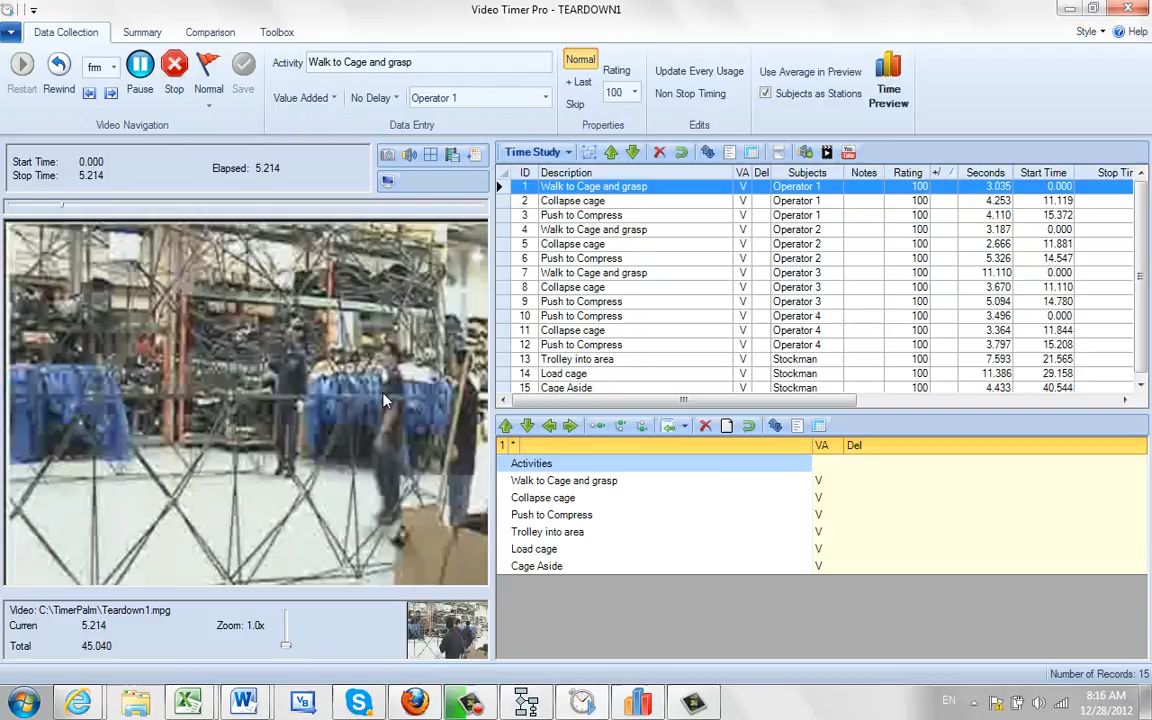 Video Timer Pro - TEARDOWN1
Data Collection Summary Comparison Toolbox Style Help
Restart Rewind frm Pause Stop Normal Save
Video Navigation
Activity Walk to Cage and grasp
Value Added No Delay Operator 1
Data Entry
Normal
+ Last
Skip
Rating
100
Properties
Update Every Usage
Non Stop Timing
Edits
Use Average in Preview
Subjects as Stations
Time Preview
Start Time: 0.000
Stop Time: 5.214
Elapsed: 5.214
Time Study
ID Description VA Del Subjects Notes Rating +/ / Seconds Start Time Stop Tir
1 Walk to Cage and grasp V Operator 1 100 3.035 0.000
2 Collapse cage V Operator 1 100 4.253 11.119
3 Push to Compress V Operator 1 100 4.110 15.372
4 Walk to Cage and grasp V Operator 2 100 3.187 0.000
5 Collapse cage V Operator 2 100 2.666 11.881
6 Push to Compress V Operator 2 100 5.326 14.547
7 Walk to Cage and grasp V Operator 3 100 11.110 0.000
8 Collapse cage V Operator 3 100 3.670 11.110
9 Push to Compress V Operator 3 100 5.094 14.780
10 Push to Compress V Operator 4 100 3.496 0.000
11 Collapse cage V Operator 4 100 3.364 11.844
12 Push to Compress V Operator 4 100 3.797 15.208
13 Trolley into area V Stockman 100 7.593 21.565
14 Load cage V Stockman 100 11.386 29.158
15 Cage Aside V Stockman 100 4.433 40.544
1 * VA Del
Activities
Walk to Cage and grasp V
Collapse cage V
Push to Compress V
Trolley into area V
Load cage V
Cage Aside V
Video: C:\TimerPalm\Teardown1.mpg
Curren 5.214 Zoom: 1.0x
Total 45.040
Number of Records: 15
EN
8:16 AM
12/28/2012